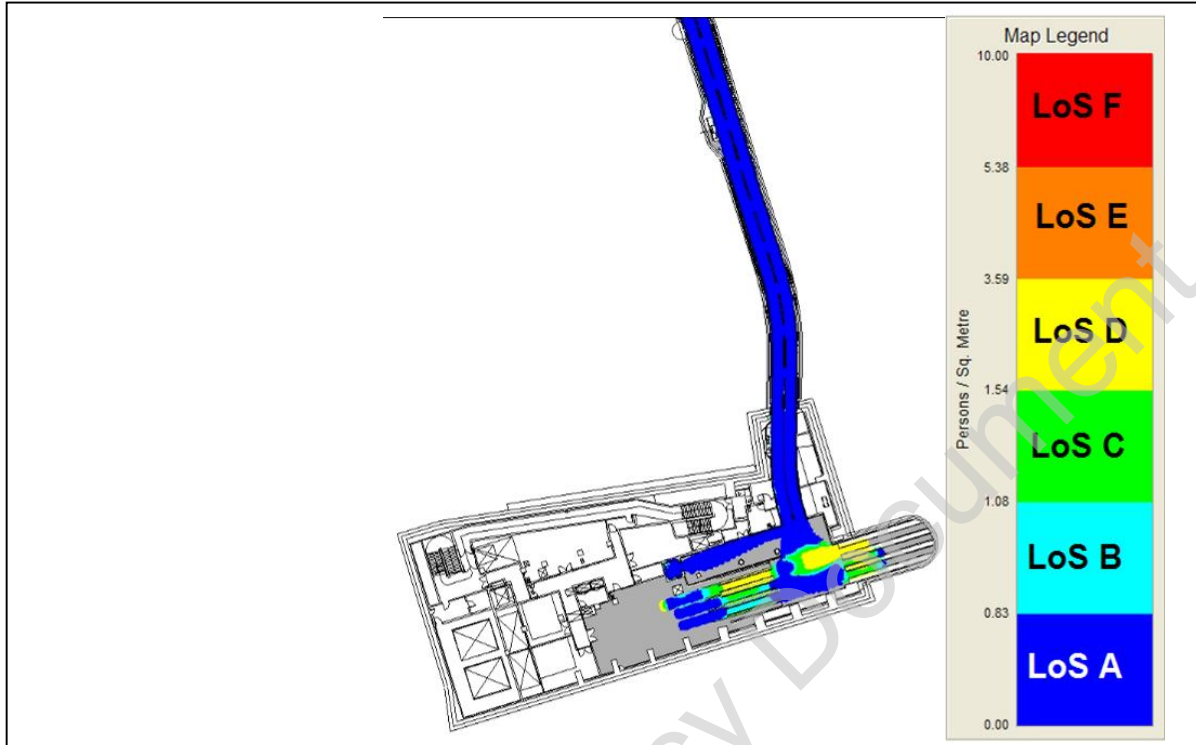 Map Legend
10.00
LoS F
5.38
LoS E
3.59
LoS D
1.54
LoS C
1.08
LoS B
0.83
LoS A
0.00
Persons / Sq. Metre
Document